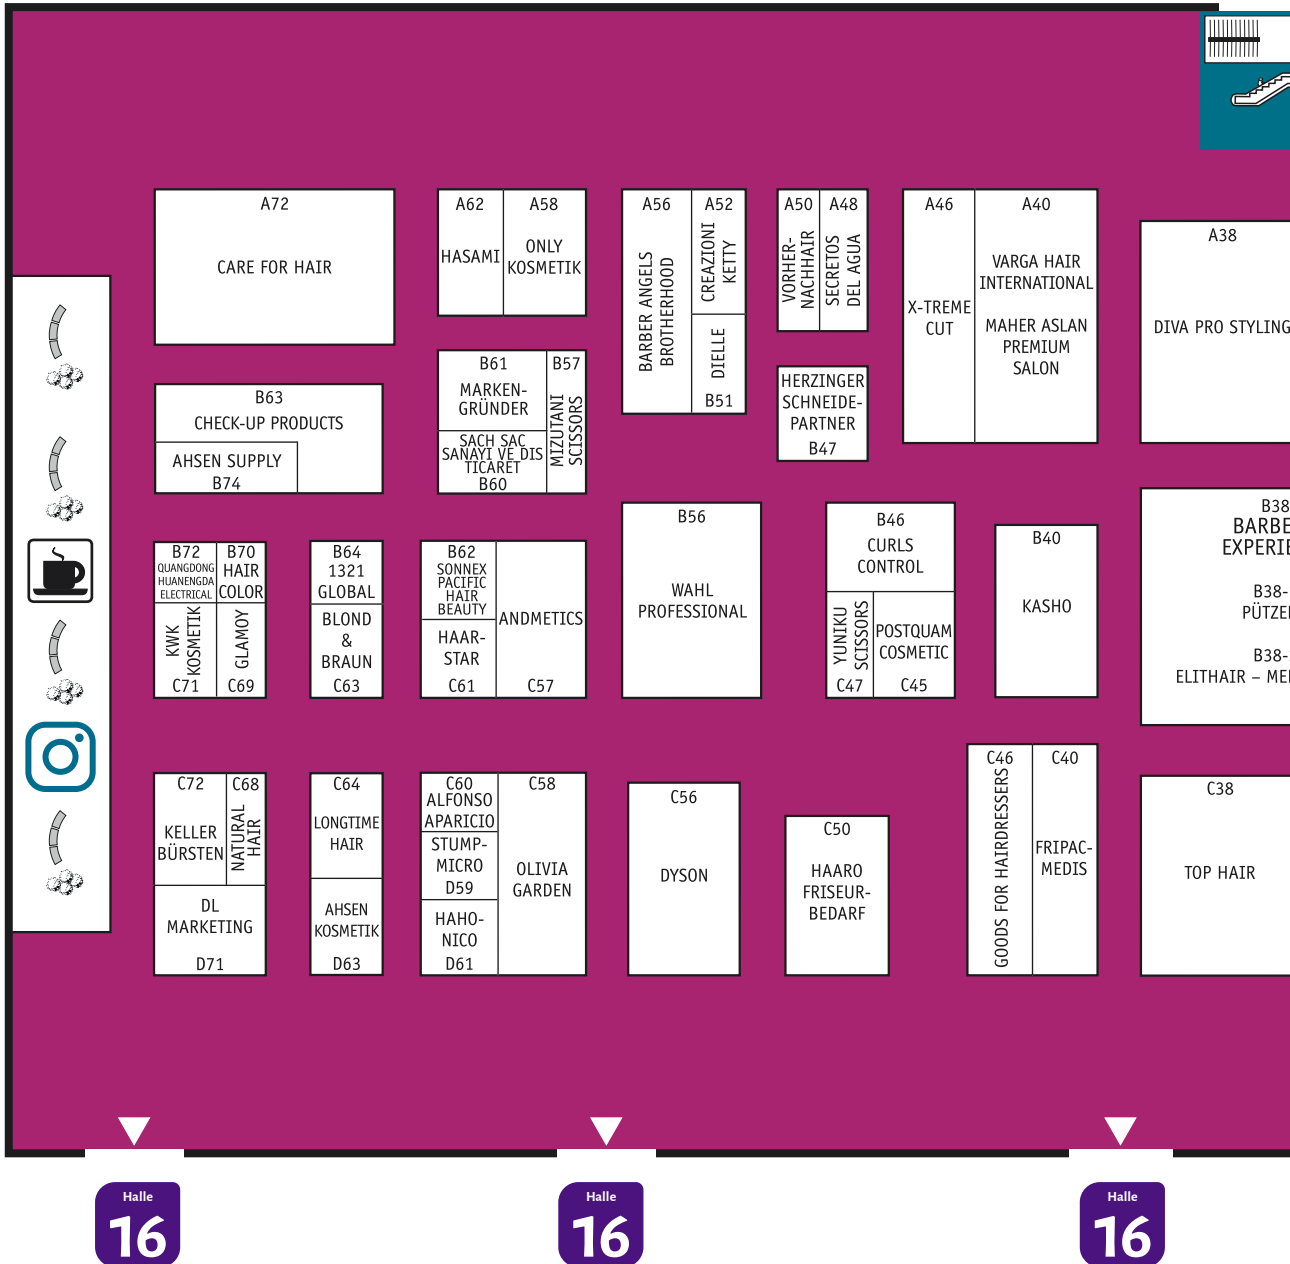 A72
CARE FOR HAIR
A62
HASAMI
A58
ONLY
KOSMETIK
A56
BARBER ANGELS
BROTHERHOOD
A52
CREAZIONI
KETTY
DIELLE
B51
A50
VORHER-
NACHHAIR
A48
SECRETOS
DEL AGUA
A46
X-TREME
CUT
A40
VARGA HAIR
INTERNATIONAL
MAHER ASLAN
PREMIUM
SALON
A38
DIVA PRO STYLING
B63
CHECK-UP PRODUCTS
AHSEN SUPPLY
B74
B61
MARKEN-
GRÜNDER
SACH SAC
SANAYI VE DIS
TICARET
B60
B57
MIZUTANI
SCISSORS
HERZINGER
SCHNEIDE-
PARTNER
B47
B72
QUANGDONG
HUANENGDA
ELECTRICAL
B70
HAIR
COLOR
KWK
KOSMETIK
C71
GLAMOY
C69
B64
1321
GLOBAL
BLOND
&
BRAUN
C63
B62
SONNEX
PACIFIC
HAIR
BEAUTY
HAAR-
STAR
C61
ANDMETICS
C57
B56
WAHL
PROFESSIONAL
B46
CURLS
CONTROL
YUNIKU
SCISSORS
C47
POSTQUAM
COSMETIC
C45
B40
KASHO
B38
BARBE
EXPERIE
B38-
PÜTZE
B38-
ELITHAIR – ME
C72
KELLER
BÜRSTEN
C68
NATURAL
HAIR
DL
MARKETING
D71
C64
LONGTIME
HAIR
AHSEN
KOSMETIK
D63
C60
ALFONSO
APARICIO
STUMP-
MICRO
D59
HAHO-
NICO
D61
C58
OLIVIA
GARDEN
C56
DYSON
C50
HAARO
FRISEUR-
BEDARF
C46
GOODS FOR HAIRDRESSERS
C40
FRIPAC-
MEDIS
C38
TOP HAIR
Halle
16
Halle
16
Halle
16